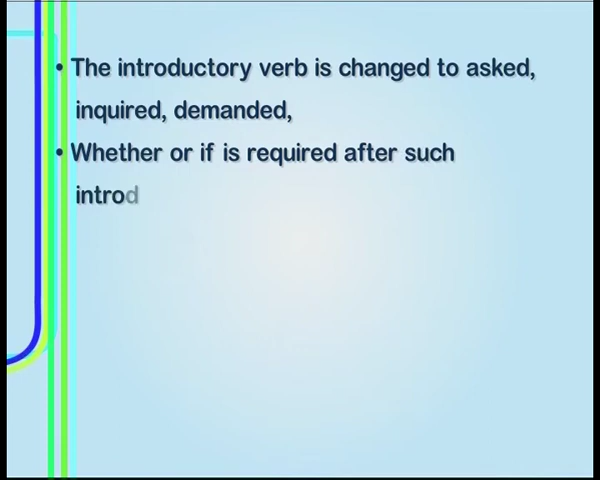 • The introductory verb is changed to asked,
inquired, demanded,
• Whether or if is required after such
introd